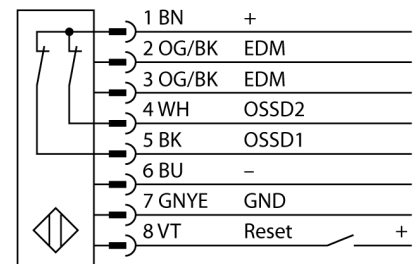 1 BN +
2 OG/BK EDM
3 OG/BK EDM
4 WH OSSD2
5 BK OSSD1
6 BU –
7 GNYE GND
8 VT Reset +